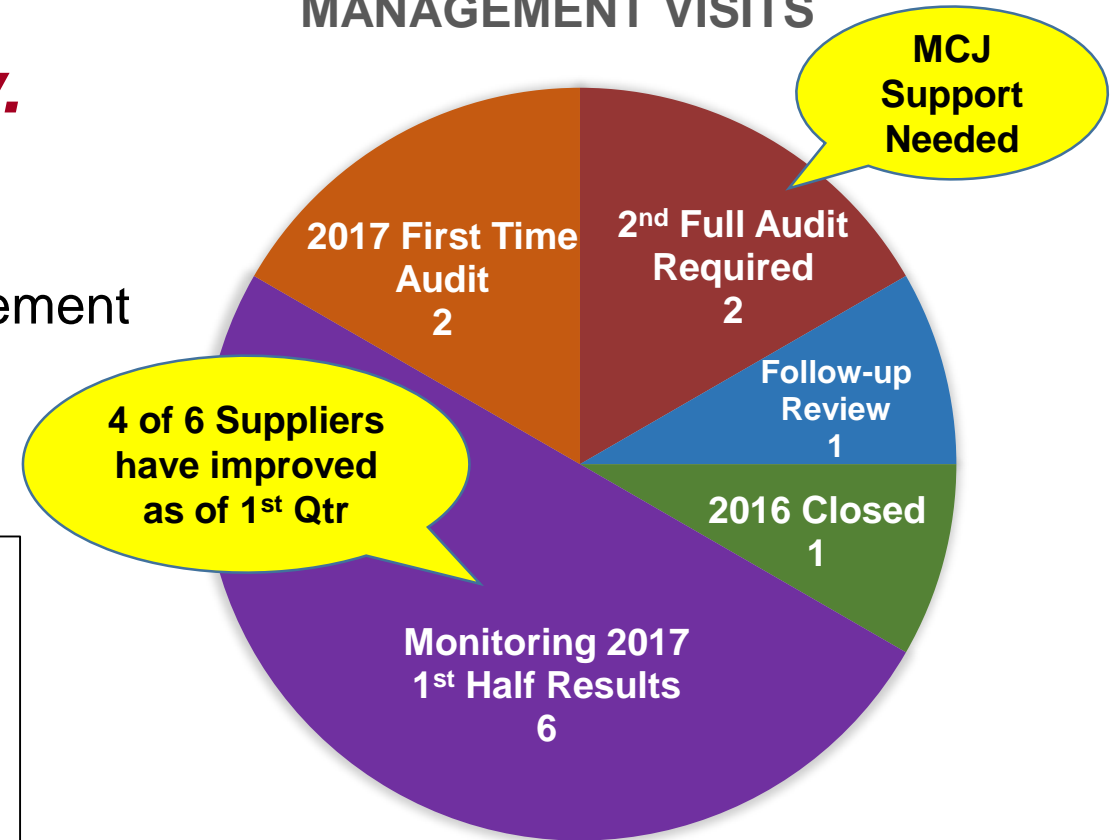 MANAGEMENT VISITS
MCJ
Support
Needed
y.
2017 First Time
Audit
2
2nd Full Audit
Required
2
ement
Follow-up
Review
1
4 of 6 Suppliers
have improved
as of 1st Qtr
2016 Closed
1
Monitoring 2017
1st Half Results
6